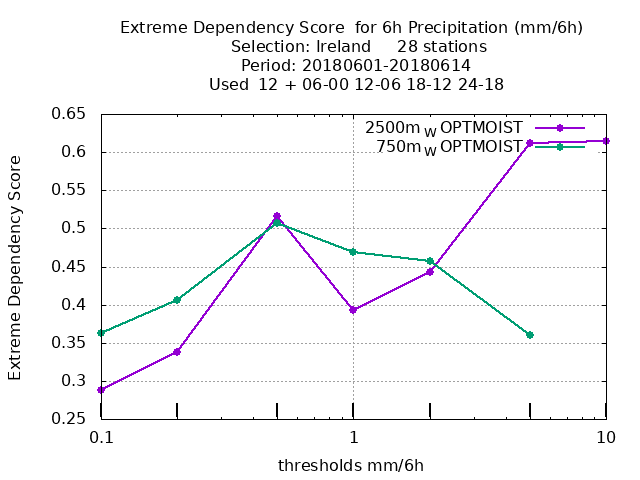 Extreme Dependency Score  for 6h Precipitation (mm/6h)
Selection: Ireland     28 stations
Period: 20180601-20180614
Used  12 + 06-00 12-06 18-12 24-18
2500m W OPTMOIST
750m W OPTMOIST
0.65
0.6
0.55
0.5
0.45
0.4
0.35
0.3
0.25
Extreme Dependency Score
0.1 1 10
thresholds mm/6h